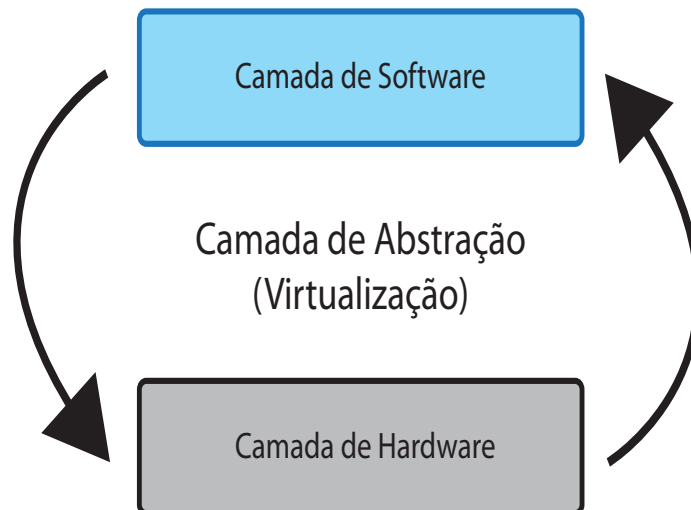 Camada de Software
Camada de Abstração
(Virtualização)
Camada de Hardware